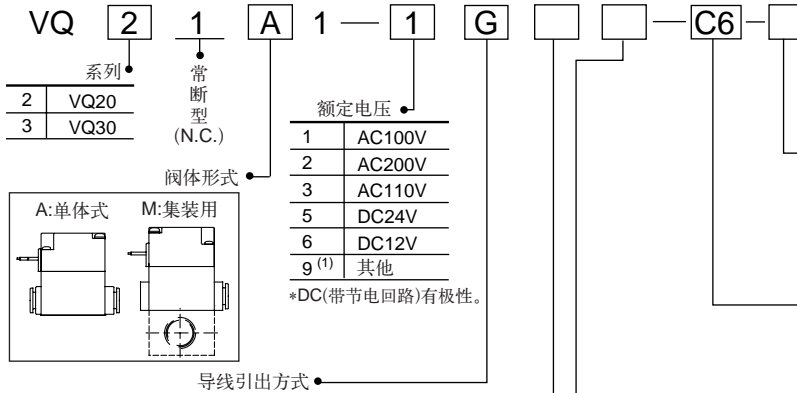 VQ 2 1 A 1 — 1 G — C6 —
系列
2 VQ20
3 VQ30
常
断
型
(N.C.)
额定电压
1 AC100V
2 AC200V
3 AC110V
5 DC24V
6 DC12V
9 (1) 其他
*DC(带节电回路)有极性。
阀体形式
A:单体式 M:集装用
导线引出方式